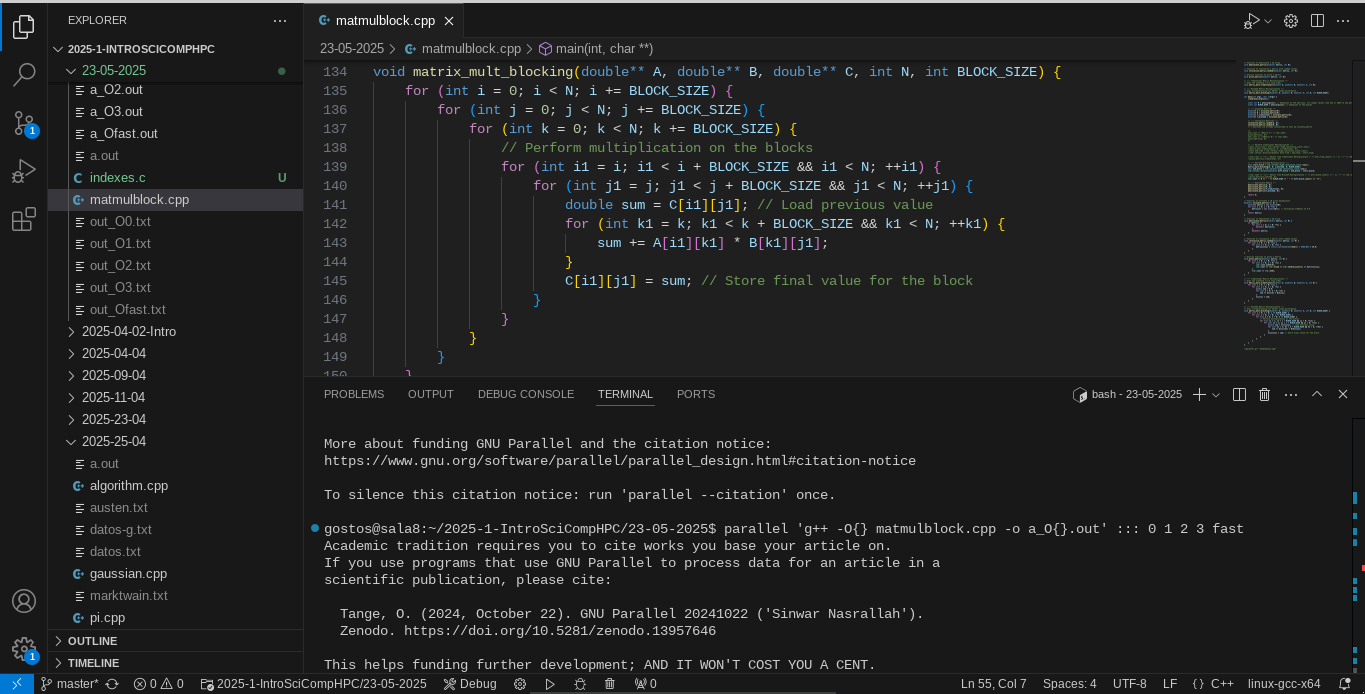 EXPLORER
2025-1-INTROSCICOMPHPC
23-05-2025
a_O2.out
a_O3.out
a_Ofast.out
a.out
indexes.c U
matmulblock.cpp
out_O0.txt
out_O1.txt
out_O2.txt
out_O3.txt
out_Ofast.txt
2025-04-02-Intro
2025-04-04
2025-09-04
2025-11-04
2025-23-04
2025-25-04
a.out
algorithm.cpp
austen.txt
datos-g.txt
datos.txt
gaussian.cpp
marktwain.txt
pi.cpp
OUTLINE
TIMELINE
1
1
matmulblock.cpp
23-05-2025 > matmulblock.cpp > main(int, char **)
134 void matrix_mult_blocking(double** A, double** B, double** C, int N, int BLOCK_SIZE) {
135 for (int i = 0; i < N; i += BLOCK_SIZE) {
136 for (int j = 0; j < N; j += BLOCK_SIZE) {
137 for (int k = 0; k < N; k += BLOCK_SIZE) {
138 // Perform multiplication on the blocks
139 for (int i1 = i; i1 < i + BLOCK_SIZE && i1 < N; ++i1) {
140 for (int j1 = j; j1 < j + BLOCK_SIZE && j1 < N; ++j1) {
141 double sum = C[i1][j1]; // Load previous value
142 for (int k1 = k; k1 < k + BLOCK_SIZE && k1 < N; ++k1) {
143 sum += A[i1][k1] * B[k1][j1];
144 }
145 C[i1][j1] = sum; // Store final value for the block
146 }
147 }
148 }
149 }
150 }
PROBLEMS OUTPUT DEBUG CONSOLE TERMINAL PORTS
bash - 23-05-2025
More about funding GNU Parallel and the citation notice:
https://www.gnu.org/software/parallel/parallel_design.html#citation-notice
To silence this citation notice: run 'parallel --citation' once.
gostos@sala8:~/2025-1-IntroSciCompHPC/23-05-2025$ parallel 'g++ -O{} matmulblock.cpp -o a_O{}.out' ::: 0 1 2 3 fast
Academic tradition requires you to cite works you base your article on.
If you use programs that use GNU Parallel to process data for an article in a
scientific publication, please cite:
Tange, O. (2024, October 22). GNU Parallel 20241022 ('Sinwar Nasrallah').
Zenodo. https://doi.org/10.5281/zenodo.13957646
This helps funding further development; AND IT WON'T COST YOU A CENT.
master* 0 0 2025-1-IntroSciCompHPC/23-05-2025 Debug 0 Ln 55, Col 7 Spaces: 4 UTF-8 LF {} C++ linux-gcc-x64